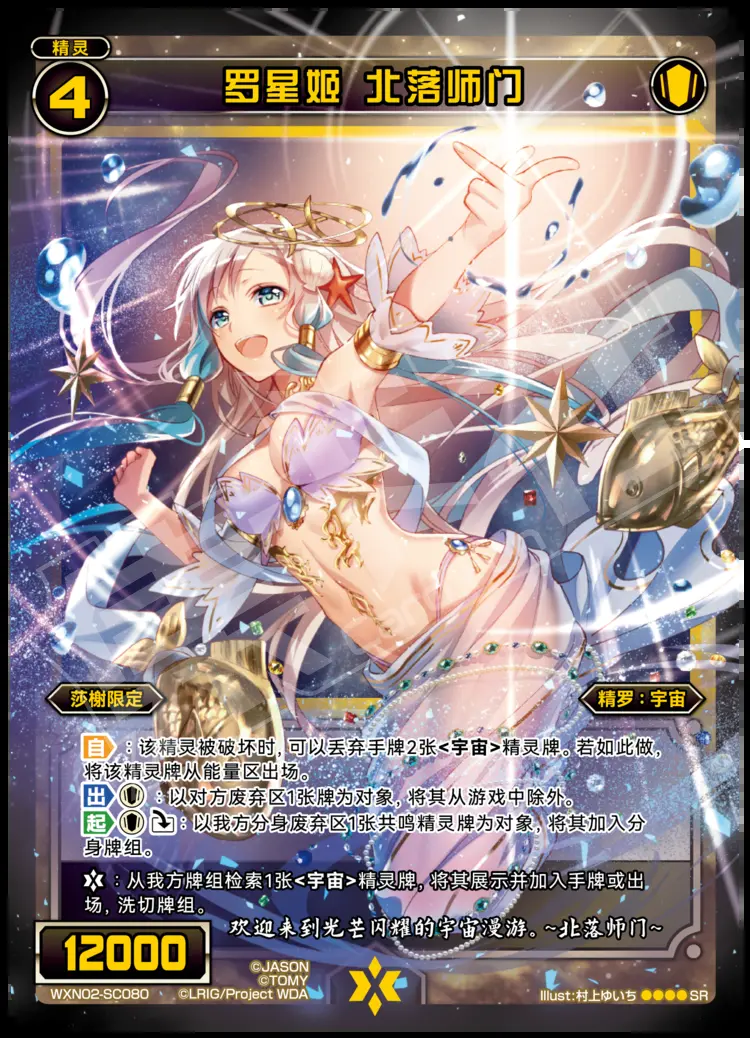 精灵
4
罗星姬 北落师门
莎榭限定
精罗：宇宙
自：该精灵被破坏时，可以丢弃手牌2张<宇宙>精灵牌。若如此做，
将该精灵牌从能量区出场。
出：以对方废弃区1张牌为对象，将其从游戏中除外。
起：以我方分身废弃区1张共鸣精灵牌为对象，将其加入分
身牌组。
：从我方牌组检索1张<宇宙>精灵牌，将其展示并加入手牌或出
场，洗切牌组。
欢迎来到光芒闪耀的宇宙漫游。~北落师门~
12000
©JASON
©TOMY
WXN02-SC080 ©LRIG/Project WDA
Illust:村上ゆいち
SR